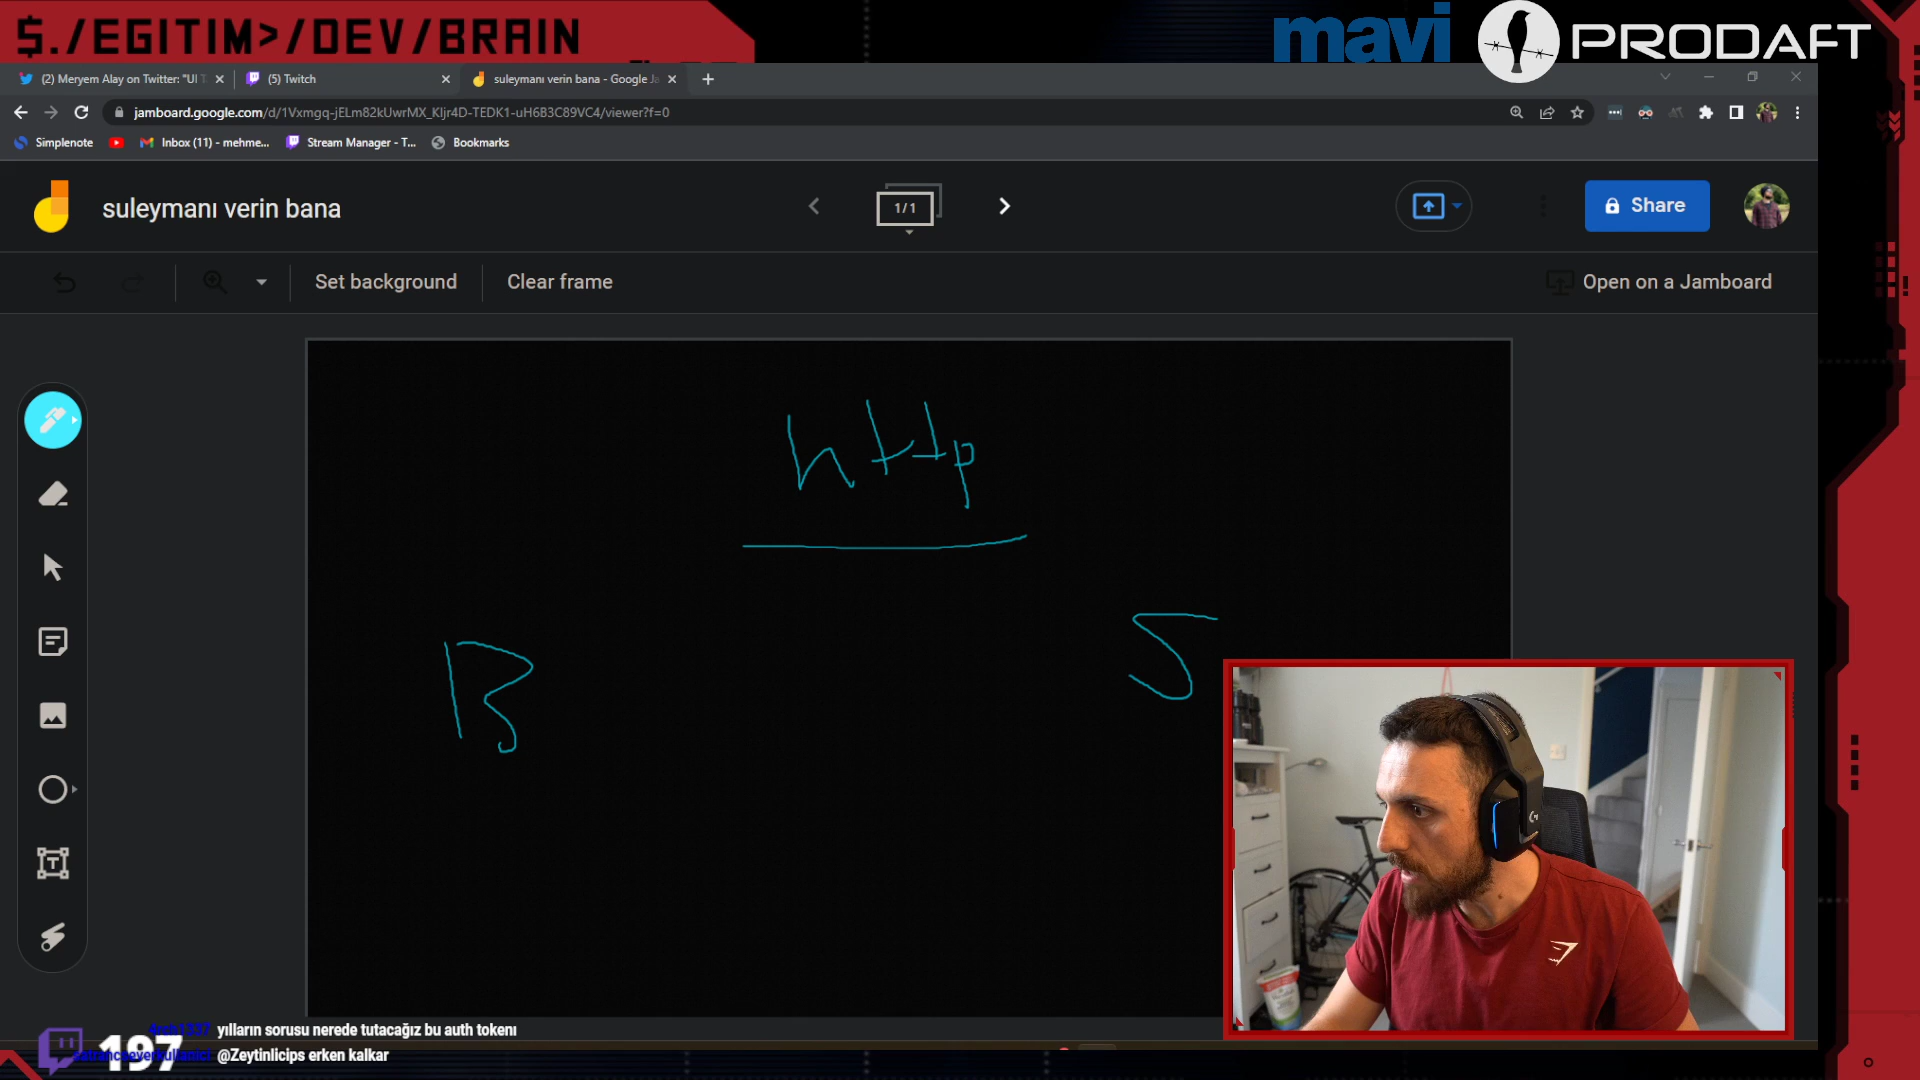 $./EGITIM>/DEV/BRAIN
mavi PRODAFT
(2) Meryem Alay on Twitter: "UI T
(5) Twitch
suleymanı verin bana - Google Ja
jamboard.google.com/d/1Vxmgq-jELm82kUwrMX_KIjr4D-TEDK1-uH6B3C89VC4/viewer?f=0
Simplenote
Inbox (11) - mehme...
Stream Manager - T...
Bookmarks
suleymanı verin bana
1/1
Share
Set background
Clear frame
Open on a Jamboard
http
B
S
197
yılların sorusu nerede tutacağız bu auth tokenı
@Zeytinlicips erken kalkar